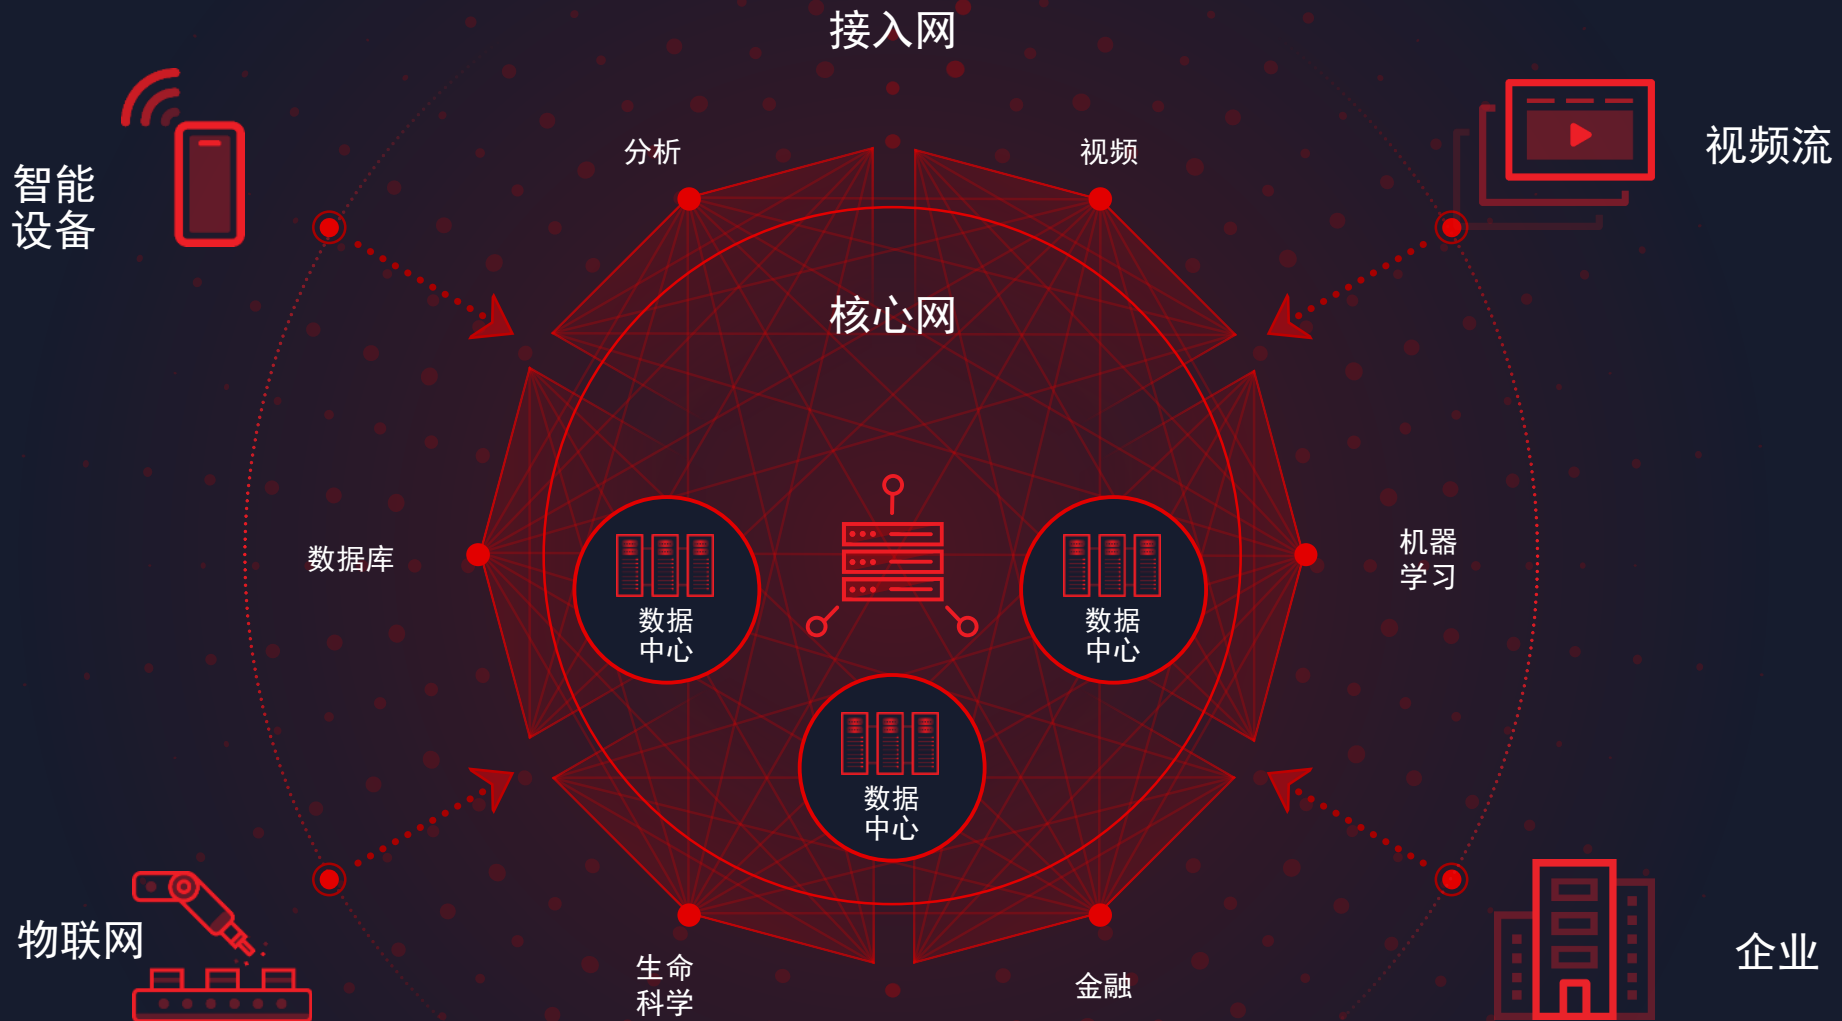 接入网
分析
视频
视频流
智能
设备
核心网
数据库
机器
学习
数据
中心
数据
中心
数据
中心
物联网
生命
科学
金融
企业